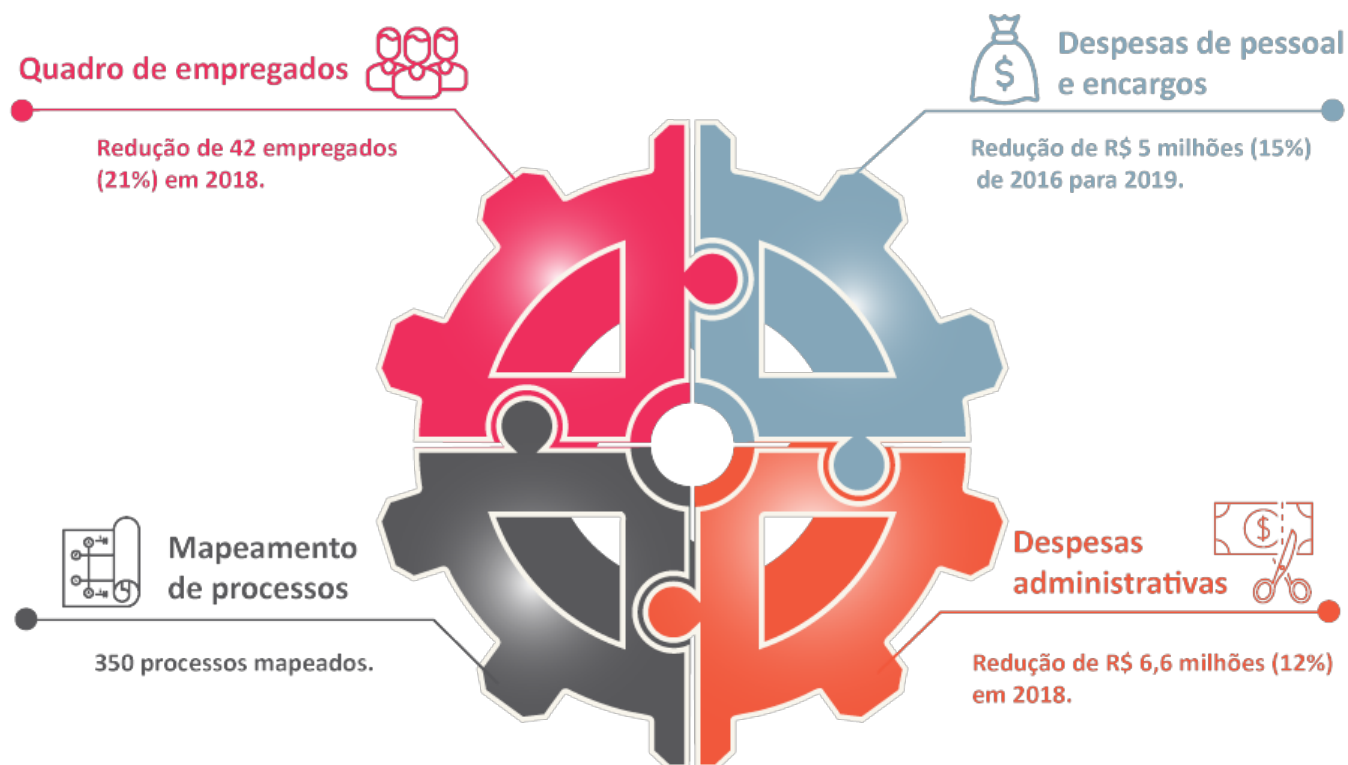 Quadro de empregados
Redução de 42 empregados
(21%) em 2018.
$
Despesas de pessoal
e encargos
Redução de R$ 5 milhões (15%)
de 2016 para 2019.
Mapeamento
de processos
350 processos mapeados.
Despesas
administrativas
$
Redução de R$ 6,6 milhões (12%)
em 2018.